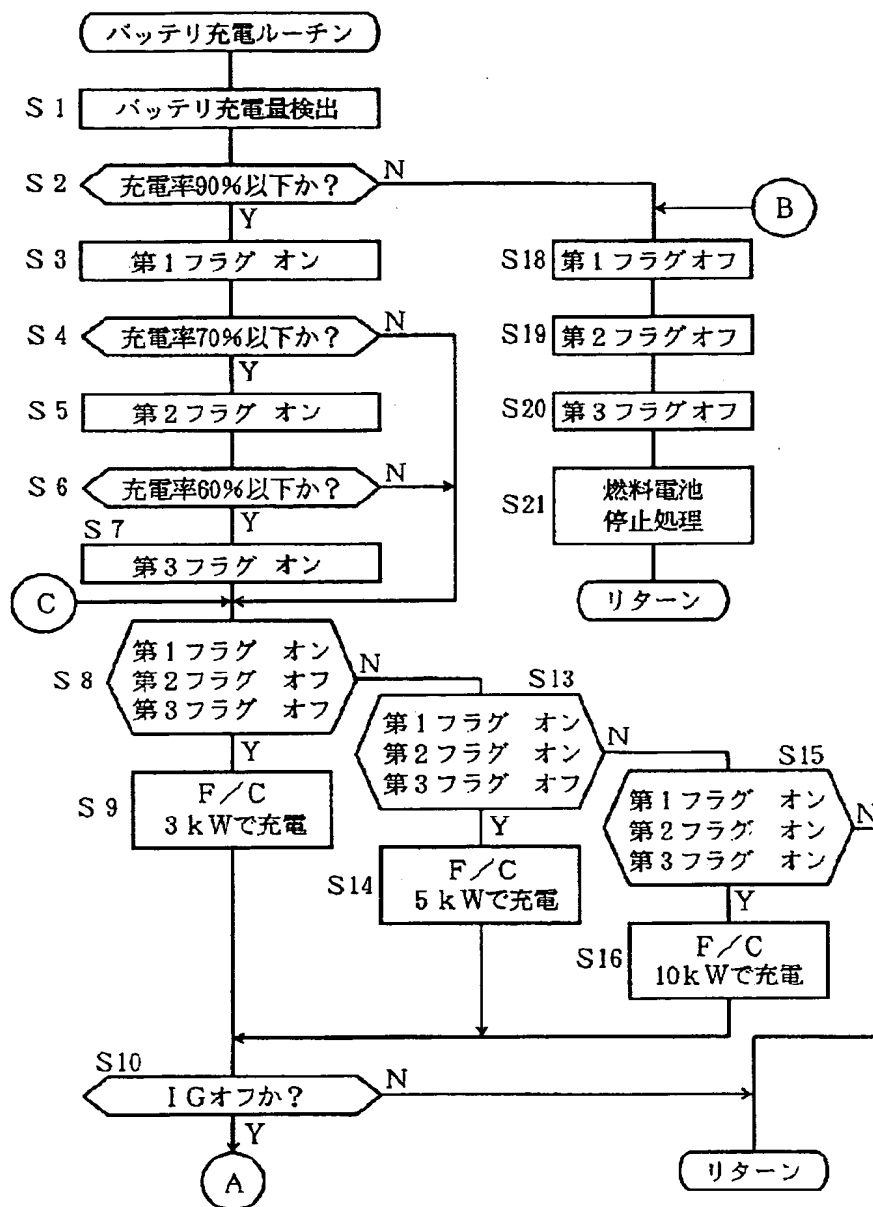 バッテリ充電ルーチン
S1 バッテリ充電量検出
S2 充電率90%以下か?
N
Y
B
S3 第1フラグ オン
S18 第1フラグオフ
S4 充電率70%以下か?
N
Y
S19 第2フラグオフ
S5 第2フラグ オン
S20 第3フラグオフ
S6 充電率60%以下か?
N
Y
S21 燃料電池
停止処理
S7
第3フラグ オン
C
リターン
S8
第1フラグ オン
第2フラグ オフ
第3フラグ オフ
N
Y
S13
第1フラグ オン
第2フラグ オン
第3フラグ オフ
N
Y
S15
第1フラグ オン
第2フラグ オン
第3フラグ オン
N
Y
S9
F/C
3kWで充電
S14
F/C
5kWで充電
S16
F/C
10kWで充電
S10
IGオフか?
N
Y
A
リターン